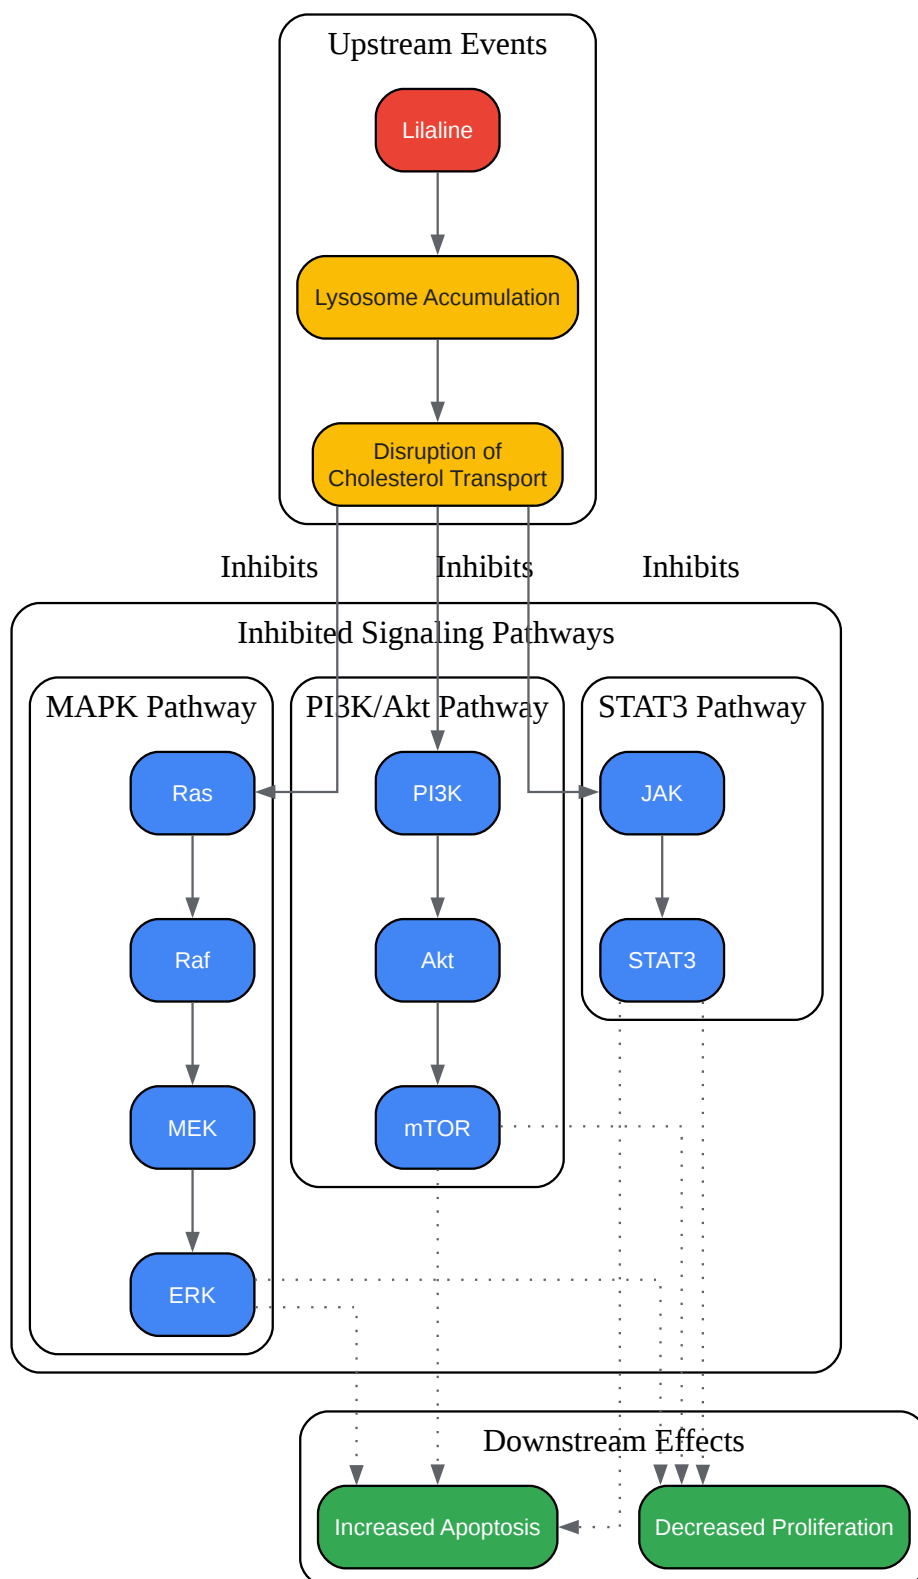 Upstream Events
Lilaline
Lysosome Accumulation
Disruption of
Cholesterol Transport
Inhibits
Inhibits
Inhibits
Inhibited Signaling Pathways
MAPK Pathway
PI3K/Akt Pathway
STAT3 Pathway
Ras
PI3K
JAK
Raf
Akt
STAT3
MEK
mTOR
ERK
Downstream Effects
Increased Apoptosis
Decreased Proliferation